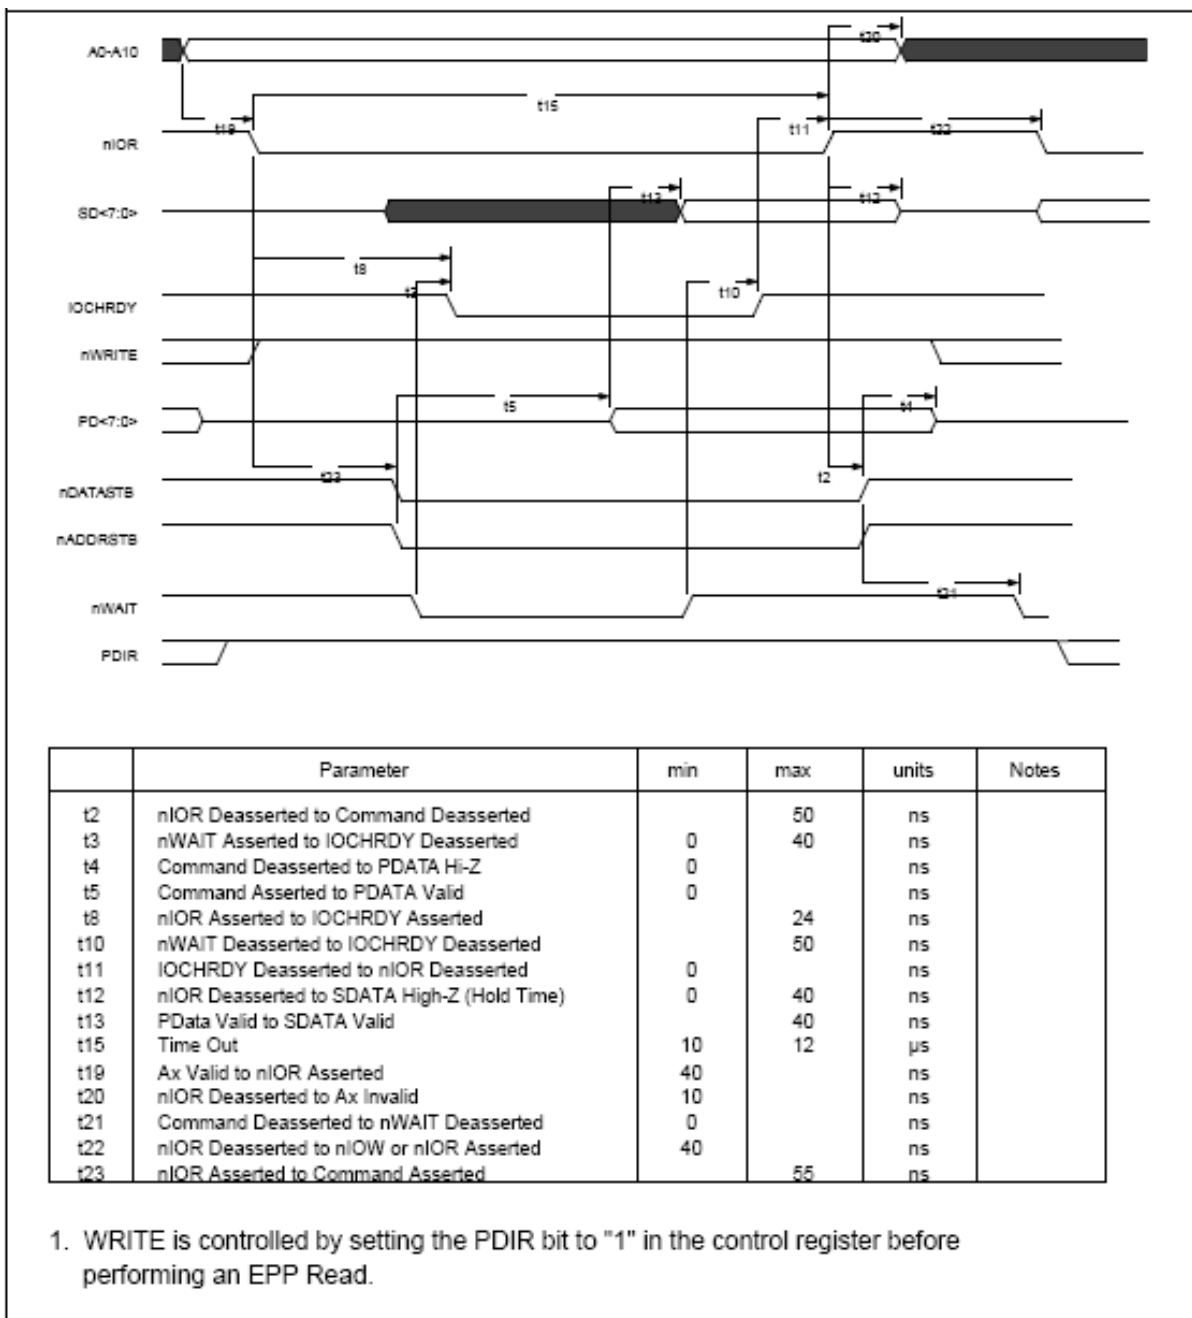 t20
A0-A10
t15
t19
t11
t22
nIOR
t13
t12
SD<7:0>
t8
t3
t10
IOCHRDY
nWRITE
t5
t4
PD<7:0>
t23
t2
nDATASTB
nADDRSTB
t21
nWAIT
PDIR
Parameter min max units Notes
t2 nIOR Deasserted to Command Deasserted 50 ns
t3 nWAIT Asserted to IOCHRDY Deasserted 0 40 ns
t4 Command Deasserted to PDATA Hi-Z 0 ns
t5 Command Asserted to PDATA Valid 0 ns
t8 nIOR Asserted to IOCHRDY Asserted 24 ns
t10 nWAIT Deasserted to IOCHRDY Deasserted 50 ns
t11 IOCHRDY Deasserted to nIOR Deasserted 0 ns
t12 nIOR Deasserted to SDATA High-Z (Hold Time) 0 40 ns
t13 PData Valid to SDATA Valid 40 ns
t15 Time Out 10 12 µs
t19 Ax Valid to nIOR Asserted 40 ns
t20 nIOR Deasserted to Ax Invalid 10 ns
t21 Command Deasserted to nWAIT Deasserted 0 ns
t22 nIOR Deasserted to nIOW or nIOR Asserted 40 ns
t23 nIOR Asserted to Command Asserted 55 ns
1. WRITE is controlled by setting the PDIR bit to "1" in the control register before
performing an EPP Read.